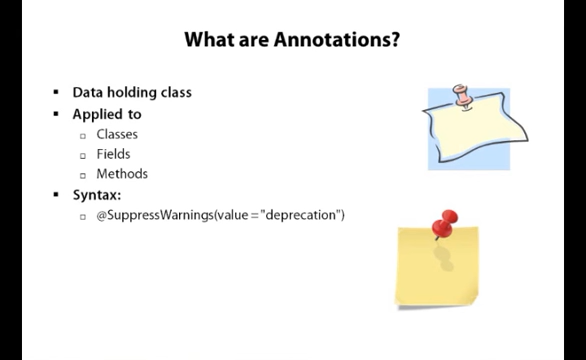 What are Annotations?
▪ Data holding class
▪ Applied to
▫ Classes
▫ Fields
▫ Methods
▪ Syntax:
▫ @SuppressWarnings(value="deprecation")